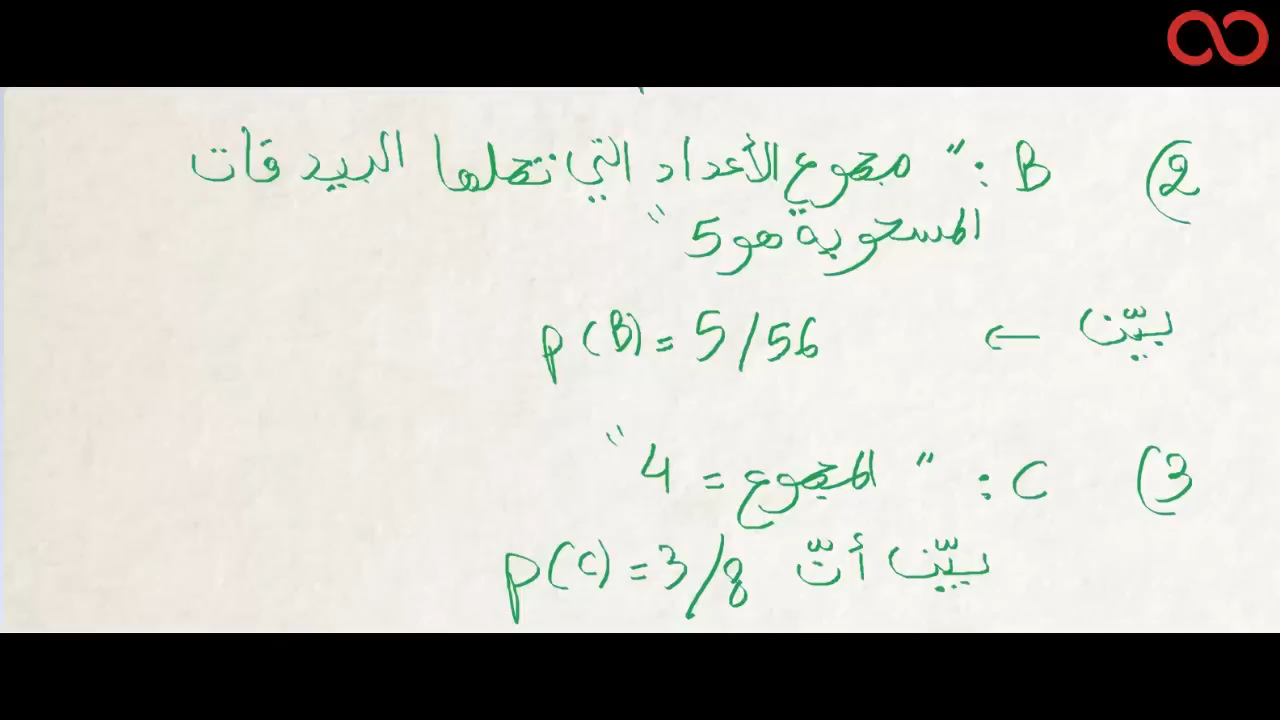 2) B : " مجموع الأعداد التي تحملها البيدقات
المسحوبة هو 5 "
بيّن ← p(B) = 5/56
3) C : " المجموع = 4 "
بيّن أنّ p(C) = 3/8